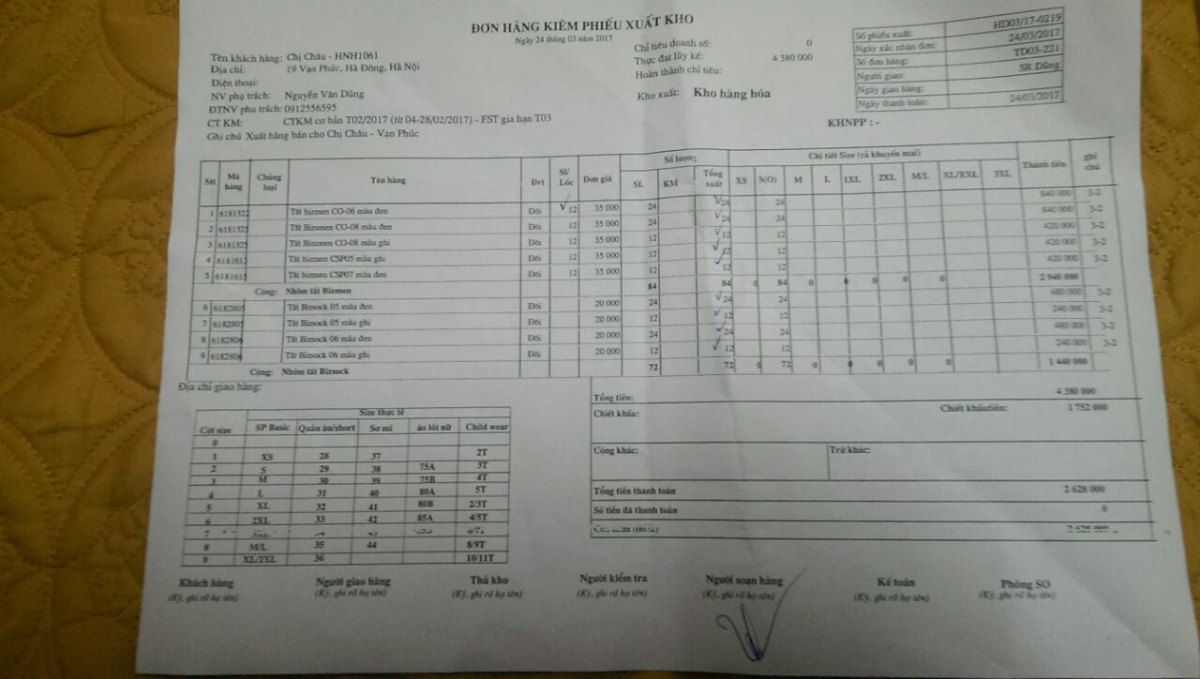 ĐƠN HÀNG KIÊM PHIẾU XUẤT KHO
Ngày 24 tháng 03 năm 2017
Tên khách hàng: Chị Châu - HNH1061
Địa chỉ: 19 Vạn Phúc, Hà Đông, Hà Nội
Điện thoại:
NV phụ trách: Nguyễn Văn Dũng
ĐTNV phụ trách: 0912556595
CT KM: CTKM cơ bản T02/2017 (từ 04-28/02/2017) - FST gia hạn T03
Ghi chú Xuất hàng bán cho Chị Châu - Vạn Phúc
Chỉ tiêu doanh số: 0
Thực đạt lũy kế: 4 380 000
Hoàn thành chỉ tiêu:
Kho xuất: Kho hàng hóa
Số phiếu xuất: HD03/17-0219
Ngày xác nhận đơn: 24/03/2017
Số đơn hàng: TD03-221
Người giao: SR Dũng
Ngày giao hàng:
Ngày thanh toán: 24/03/2017
KHNPP : -
Stt Mã hàng Chủng loại Tên hàng Đvt Sl/Lốc Đơn giá Số lượng Chi tiết Size (cả khuyến mại) Thành tiền ghi chú
SL KM Tổng xuất XS S(O) M L 1XL 2XL M/L XL/XXL 3XL
1 Tất bizmen CO-06 màu đen Đôi 12 35 000 24 24 24 840 000 3-2
2 Tất Bizsmen CO-08 màu đen Đôi 12 35 000 24 24 24 840 000 3-2
3 Tất Bizsmen CO-08 màu ghi Đôi 12 35 000 12 12 12 420 000 3-2
4 Tất bizmen CSP05 màu ghi Đôi 12 35 000 12 12 12 420 000 3-2
5 Tất bizmen CSP07 màu đen Đôi 12 35 000 12 12 12 420 000 3-2
Cộng: Nhóm tất Bizmen 84 84 0 84 0 0 0 0 0 2 940 000
6 Tất Bizsock 05 màu đen Đôi 20 000 24 24 24 480 000 3-2
7 Tất Bizsock 05 màu ghi Đôi 20 000 12 12 12 240 000 3-2
8 Tất Bizsock 06 màu đen Đôi 20 000 24 24 24 480 000 3-2
9 Tất Bizsock 06 màu ghi Đôi 20 000 12 12 12 240 000 3-2
Cộng: Nhóm tất Bizsock 72 72 0 72 0 0 0 0 0 1 440 000
Địa chỉ giao hàng:
Tổng tiền: 4 380 000
Chiết khấu: Chiết khấu tiền: 1 752 000
Cộng khác: Trừ khác:
Tổng tiền thanh toán 2 628 000
Số tiền đã thanh toán 0
2 628 000
Size thực tế
Cột size SP Basic Quần âu/short Sơ mi áo lót nữ Child wear
0
1 XS 28 37 2T
2 S 29 38 75A 3T
3 M 30 39 75B 4T
4 L 31 40 80A 5T
5 XL 32 41 80B 2/3T
6 2XL 33 42 85A 4/5T
7
8 M/L 35 44 8/9T
9 XL/2XL 36 10/11T
Khách hàng Người giao hàng Thủ kho Người kiểm tra Người soạn hàng Kế toán Phòng SO
(Ký, ghi rõ họ tên) (Ký, ghi rõ họ tên) (Ký, ghi rõ họ tên) (Ký, ghi rõ họ tên) (Ký, ghi rõ họ tên) (Ký, ghi rõ họ tên) (Ký, ghi rõ họ tên)